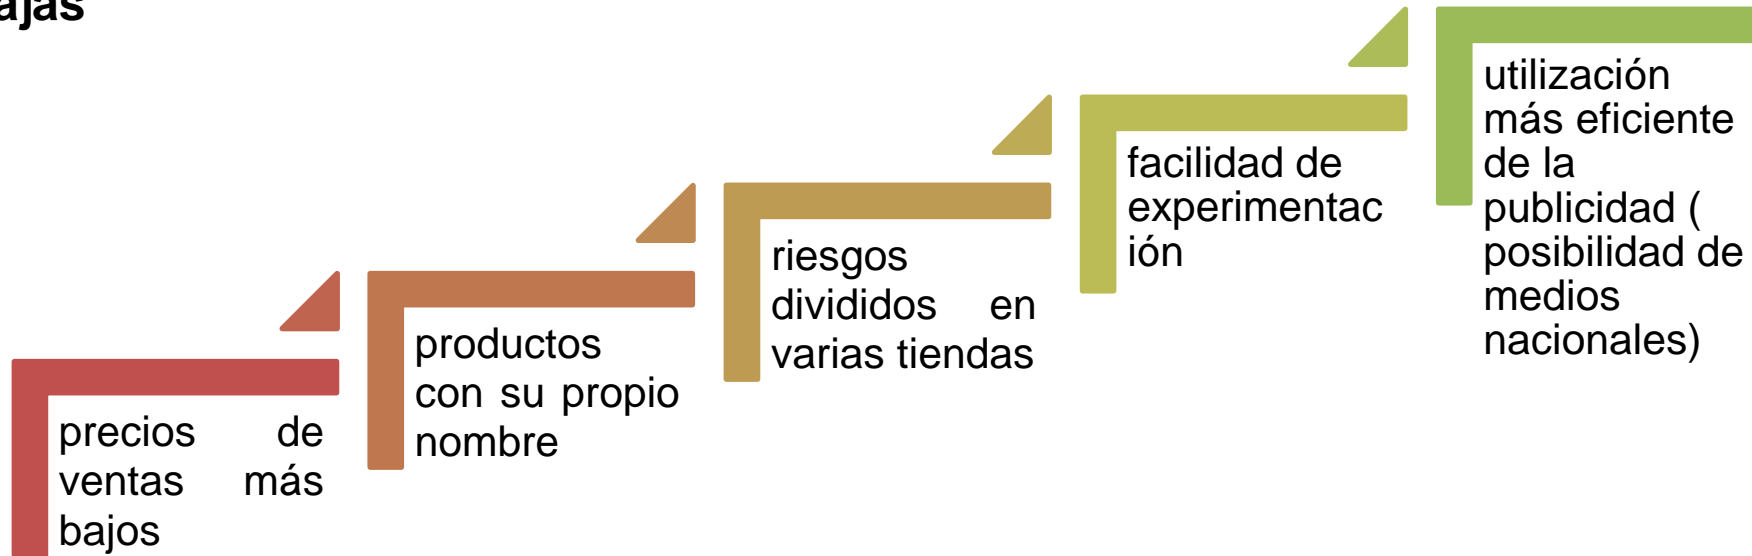 ajas
precios de
ventas más
bajos
productos
con su propio
nombre
riesgos
divididos en
varias tiendas
facilidad de
experimentac
ión
utilización
más eficiente
de la
publicidad (
posibilidad de
medios
nacionales)